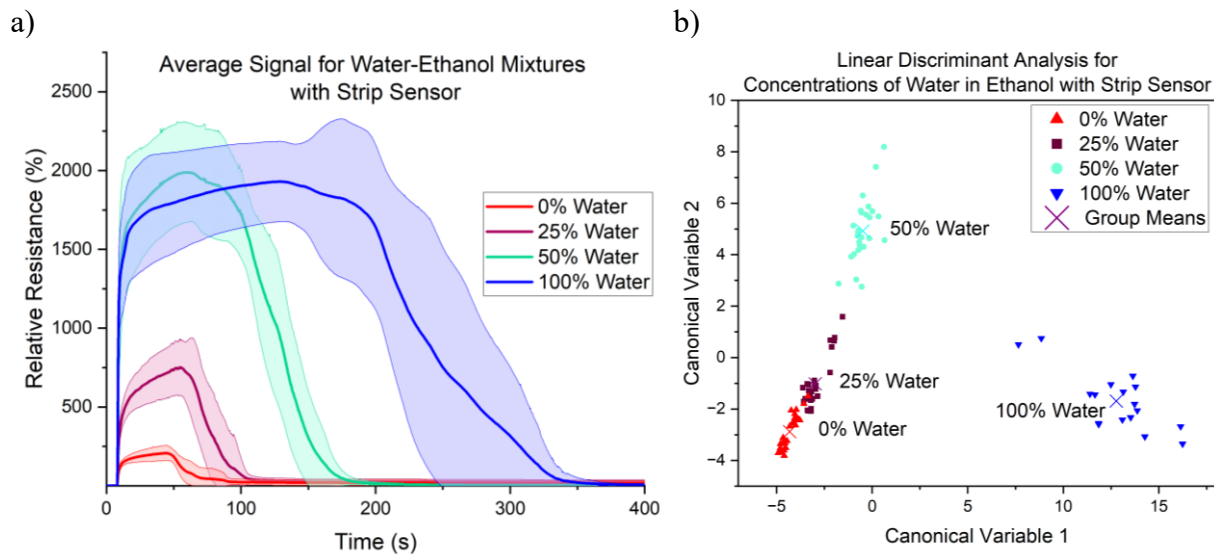 a)
Average Signal for Water-Ethanol Mixtures
with Strip Sensor
Relative Resistance (%)
2500
2000
1500
1000
500
0% Water
25% Water
50% Water
100% Water
0
100
200
300
400
Time (s)
b)
Linear Discriminant Analysis for
Concentrations of Water in Ethanol with Strip Sensor
Canonical Variable 2
10
8
6
4
2
0
−2
−4
0% Water
25% Water
50% Water
100% Water
Group Means
50% Water
25% Water
0% Water
100% Water
−5
0
5
10
15
Canonical Variable 1